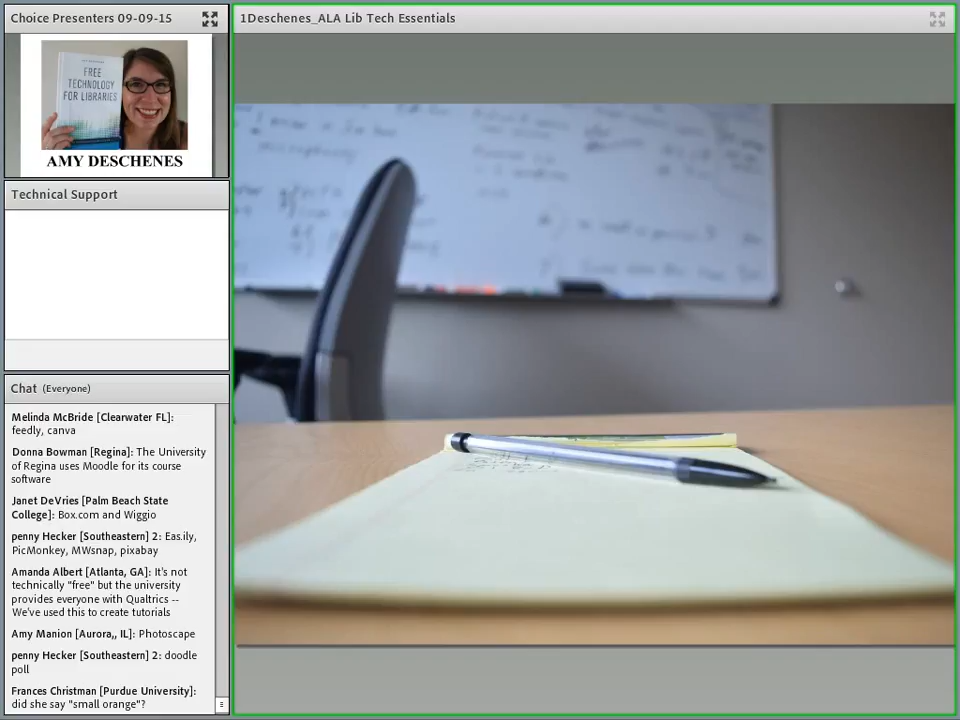 Choice Presenters 09-09-15
FREE
TECHNOLOGY
FOR LIBRARIES
AMY DESCHENES
Technical Support
Chat (Everyone)
Melinda McBride [Clearwater FL]:
feedly, canva
Donna Bowman [Regina]: The University
of Regina uses Moodle for its course
software
Janet DeVries [Palm Beach State
College]: Box.com and Wiggio
penny Hecker [Southeastern] 2: Eas.ily,
PicMonkey, MWsnap, pixabay
Amanda Albert [Atlanta, GA]: It's not
technically "free" but the university
provides everyone with Qualtrics --
We've used this to create tutorials
Amy Manion [Aurora,, IL]: Photoscape
penny Hecker [Southeastern] 2: doodle
poll
Frances Christman [Purdue University]:
did she say "small orange"?
1Deschenes_ALA Lib Tech Essentials